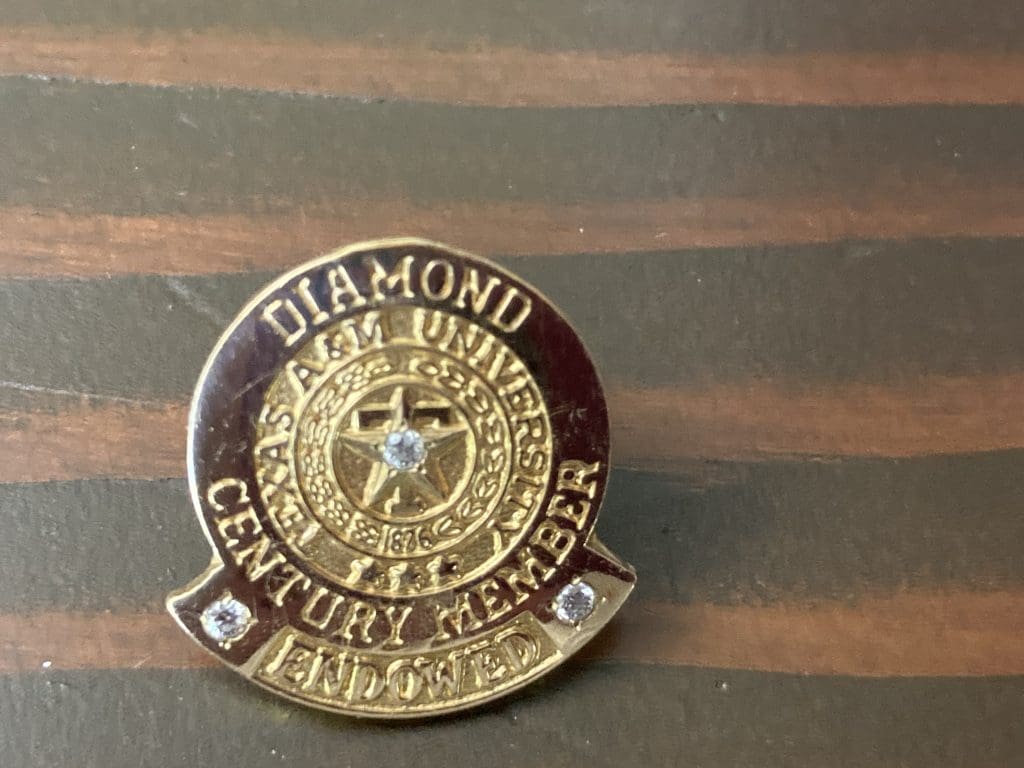 DIAMOND
TEXAS A&M UNIVERSITY
1876
CENTURY MEMBER
ENDOWED